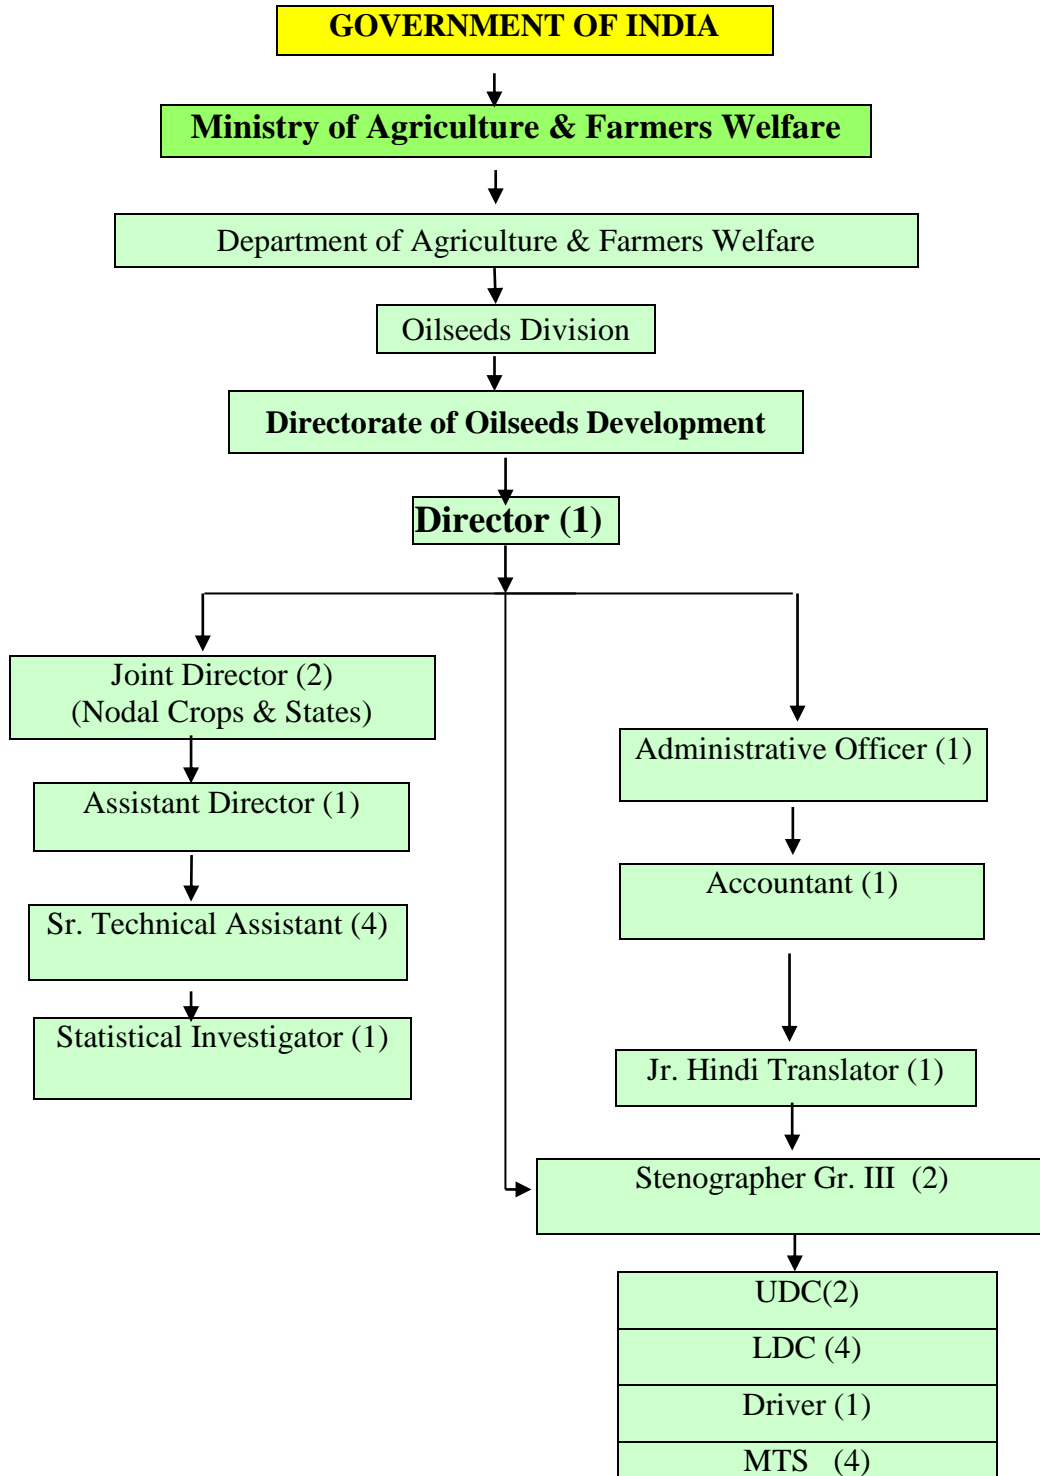 GOVERNMENT OF INDIA
Ministry of Agriculture & Farmers Welfare
Department of Agriculture & Farmers Welfare
Oilseeds Division
Directorate of Oilseeds Development
Director (1)
Joint Director (2)
(Nodal Crops & States)
Assistant Director (1)
Sr. Technical Assistant (4)
Statistical Investigator (1)
Administrative Officer (1)
Accountant (1)
Jr. Hindi Translator (1)
Stenographer Gr. III (2)
UDC(2)
LDC (4)
Driver (1)
MTS (4)